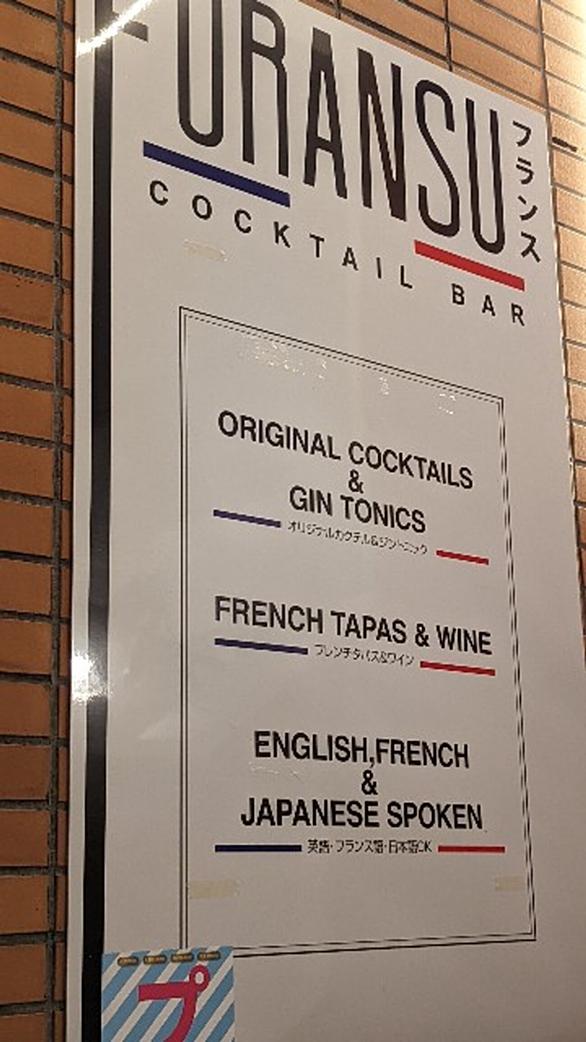 FURANSU
フランス
COCKTAIL BAR
ORIGINAL COCKTAILS
&
GIN TONICS
オリジナルカクテル&ジントニック
FRENCH TAPAS & WINE
フレンチタパス&ワイン
ENGLISH,FRENCH
&
JAPANESE SPOKEN
英語・フランス語・日本語OK
プ